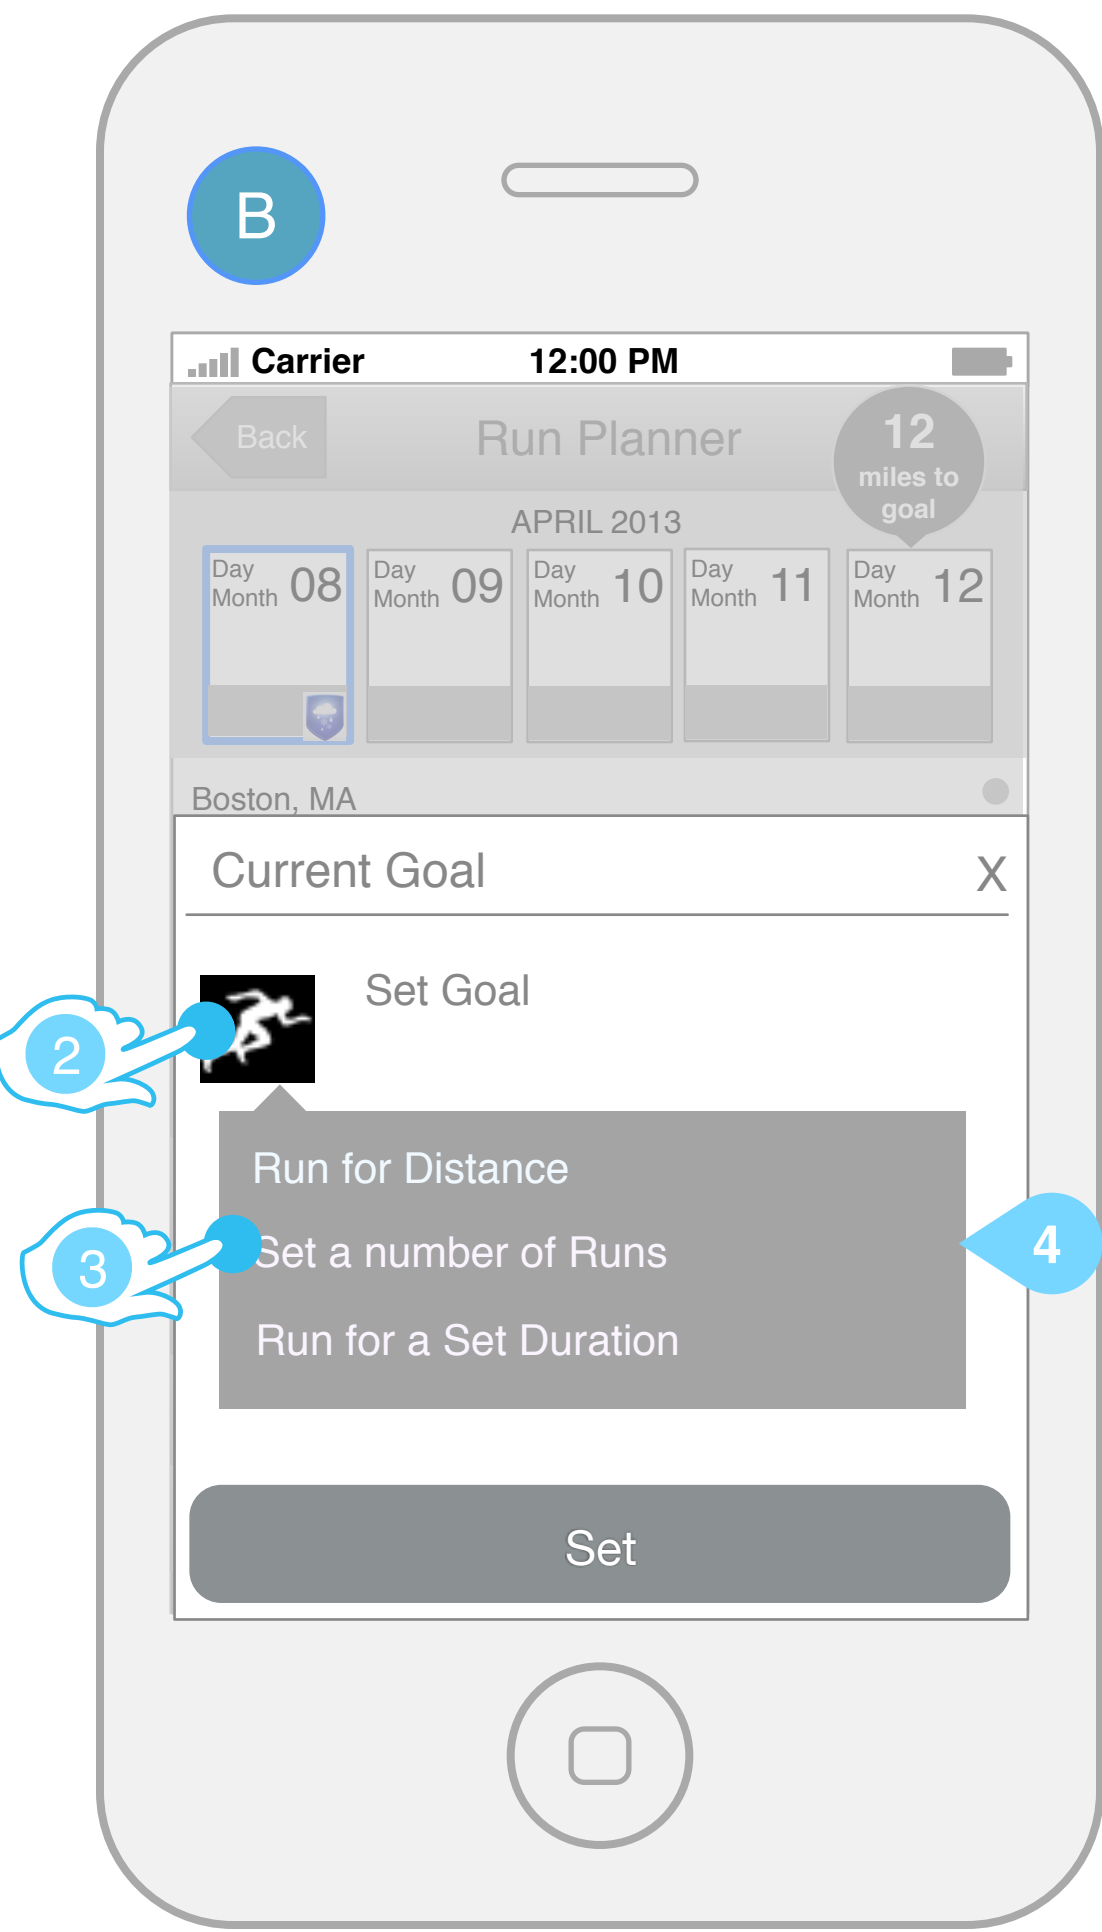 B
Carrier 12:00 PM
Back Run Planner 12
miles to
goal
APRIL 2013
Day Month 08 Day Month 09 Day Month 10 Day Month 11 Day Month 12
Boston, MA
Current Goal X
Set Goal
2
Run for Distance
3 Set a number of Runs 4
Run for a Set Duration
Set